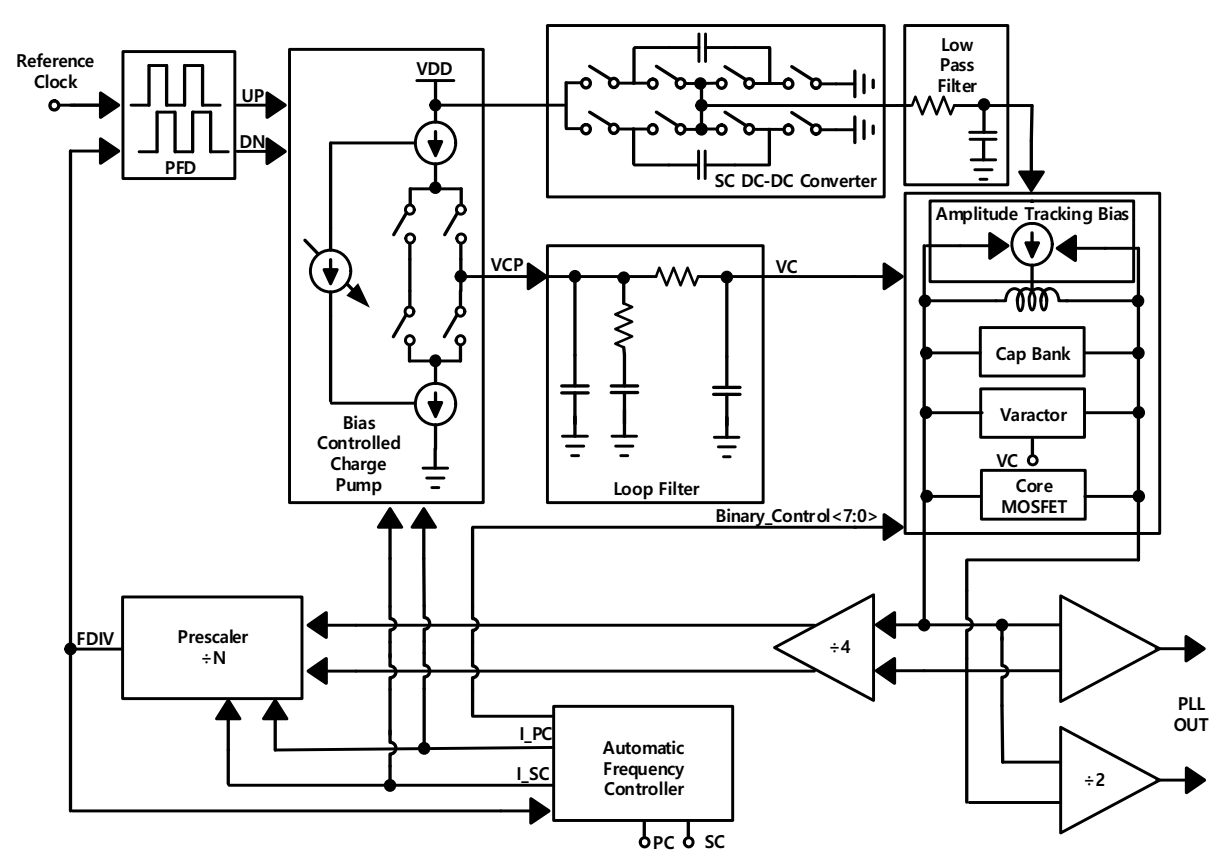 Reference
Clock
UP
DN
PFD
VDD
Bias
Controlled
Charge
Pump
SC DC-DC Converter
Low
Pass
Filter
VCP
Loop Filter
VC
Amplitude Tracking Bias
Cap Bank
Varactor
VC
Core
MOSFET
Binary_Control<7:0>
FDIV
Prescaler
÷N
÷4
PLL
OUT
÷2
I_PC
I_SC
Automatic
Frequency
Controller
PC
SC